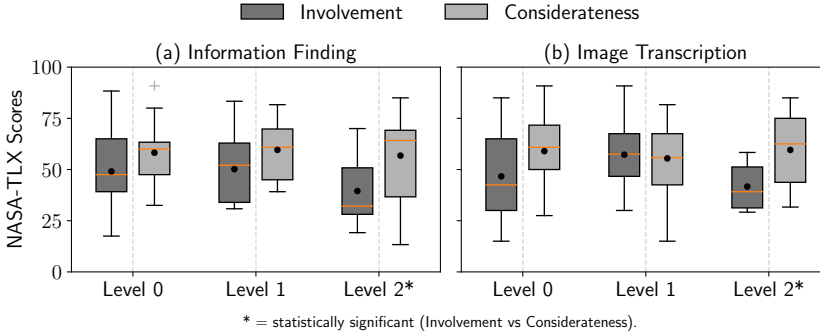 Involvement Considerateness
(a) Information Finding (b) Image Transcription
NASA-TLX Scores
100
75
50
25
0
Level 0 Level 1 Level 2* Level 0 Level 1 Level 2*
* = statistically significant (Involvement vs Considerateness).